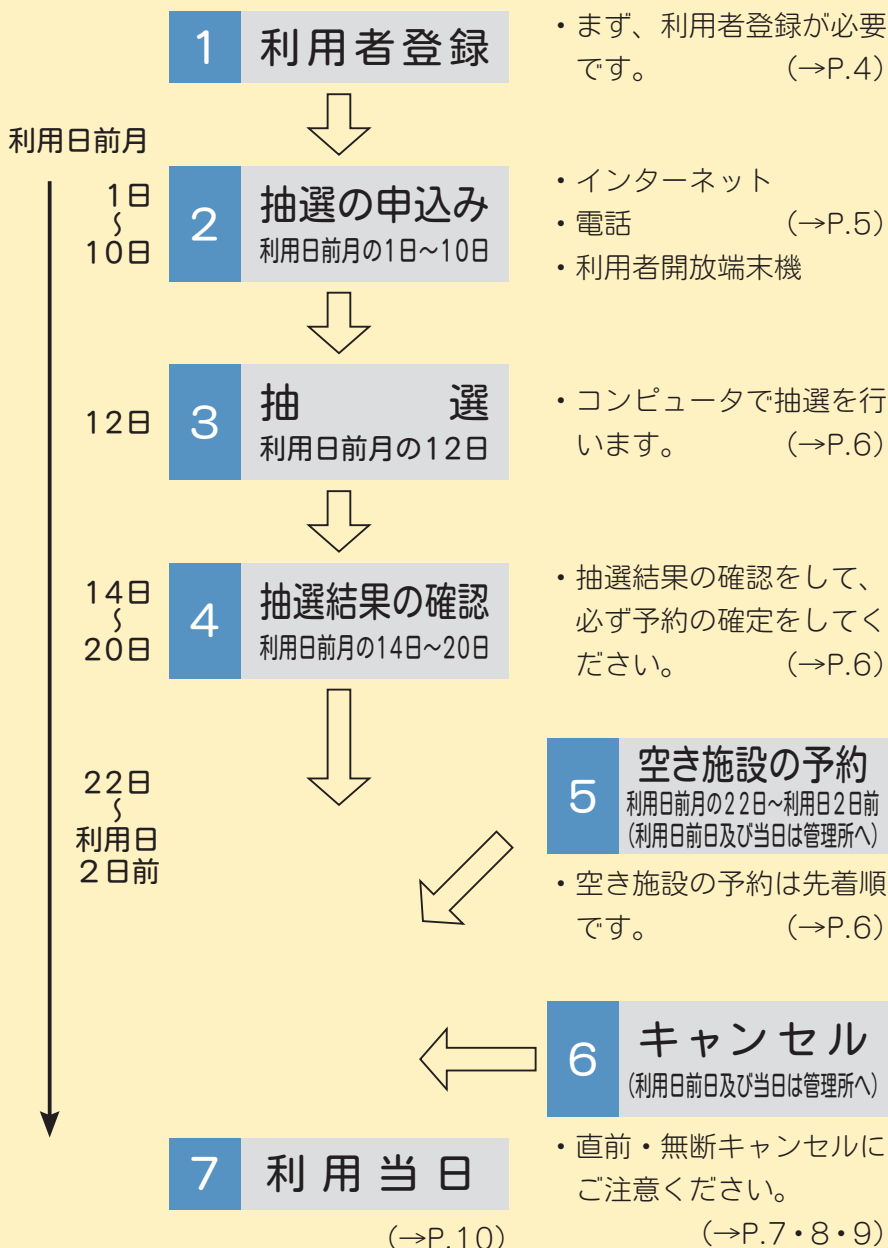 1 利用者登録
・まず、利用者登録が必要
です。 (→P.4)
利用日前月
1日
〜
10日
2 抽選の申込み
利用日前月の1日〜10日
・インターネット
・電話 (→P.5)
・利用者開放端末機
12日
3 抽 選
利用日前月の12日
・コンピュータで抽選を行
います。 (→P.6)
14日
〜
20日
4 抽選結果の確認
利用日前月の14日〜20日
・抽選結果の確認をして、
必ず予約の確定をしてく
ださい。 (→P.6)
22日
〜
利用日
2日前
5 空き施設の予約
利用日前月の22日〜利用日2日前
(利用日前日及び当日は管理所へ)
・空き施設の予約は先着順
です。 (→P.6)
6 キャンセル
(利用日前日及び当日は管理所へ)
・直前・無断キャンセルに
ご注意ください。
(→P.7・8・9)
7 利用当日
(→P.10)